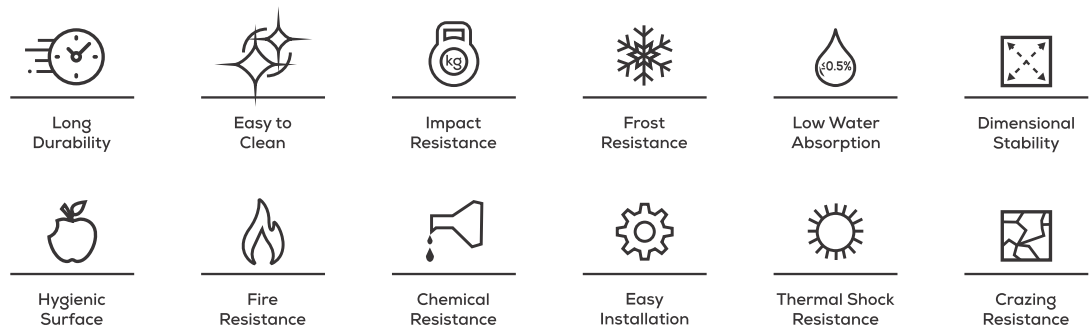 kg
≤0.5%
Long
Durability
Easy to
Clean
Impact
Resistance
Frost
Resistance
Low Water
Absorption
Dimensional
Stability
Hygienic
Surface
Fire
Resistance
Chemical
Resistance
Easy
Installation
Thermal Shock
Resistance
Crazing
Resistance